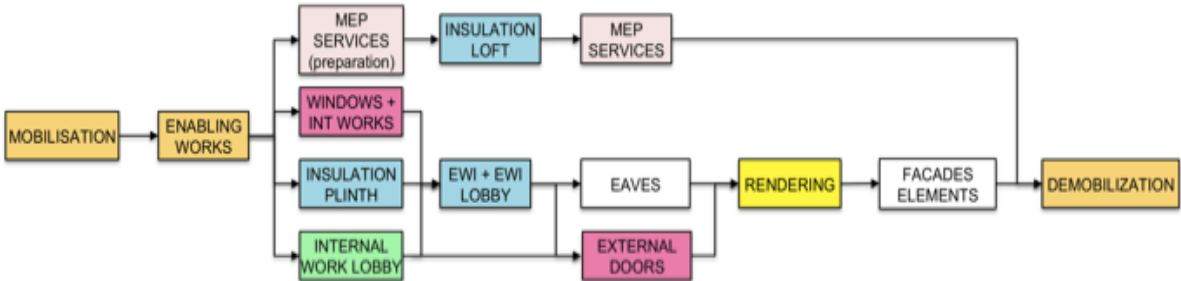 MOBILISATION
ENABLING
WORKS
MEP
SERVICES
(preparation)
INSULATION
LOFT
MEP
SERVICES
WINDOWS +
INT WORKS
INSULATION
PLINTH
EWI + EWI
LOBBY
EAVES
RENDERING
FACADES
ELEMENTS
DEMOBILIZATION
INTERNAL
WORK LOBBY
EXTERNAL
DOORS